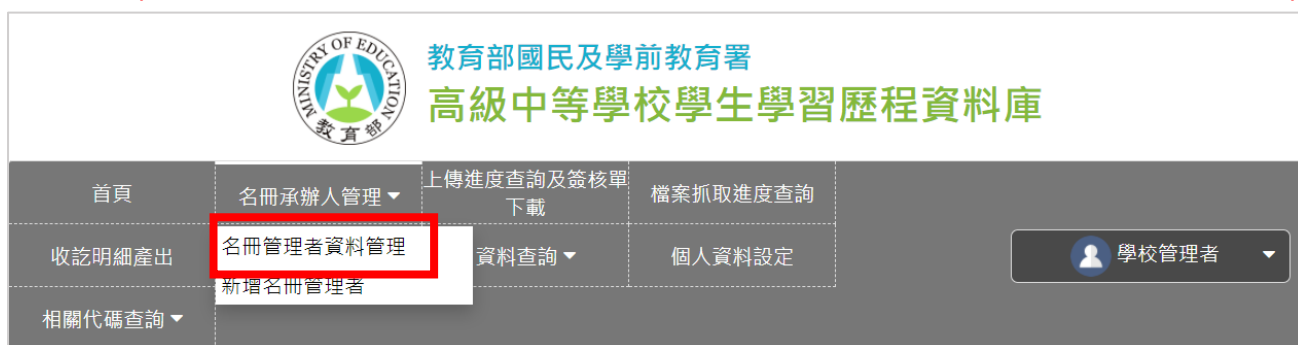 MINISTRY OF EDUCATION
教育部
教育部國民及學前教育署
高級中等學校學生學習歷程資料庫
首頁
名冊承辦人管理▼
上傳進度查詢及簽核單
下載
檔案抓取進度查詢
收訖明細產出
名冊管理者資料管理
資料查詢▼
個人資料設定
學校管理者 ▼
新增名冊管理者
相關代碼查詢▼